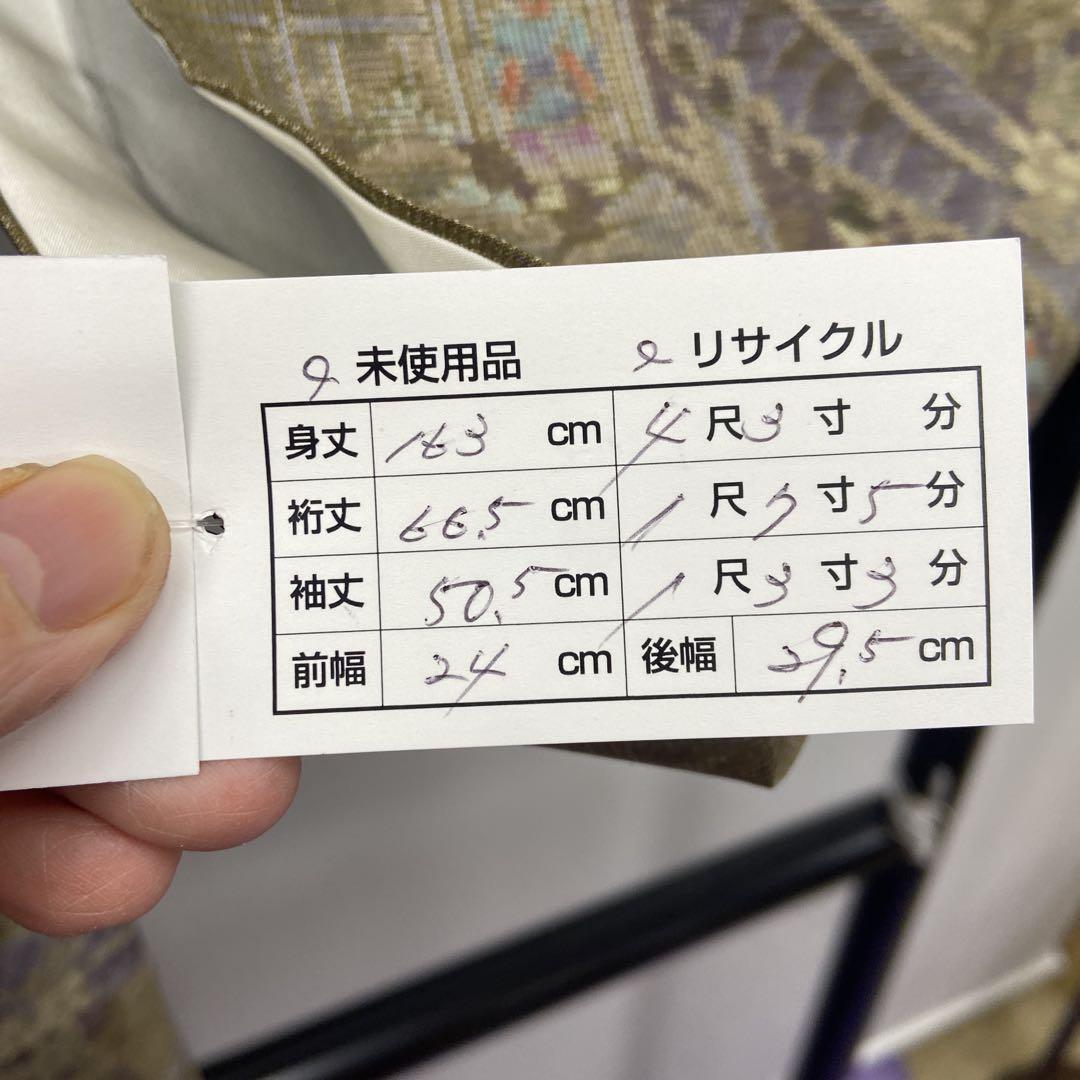 未使用品 リサイクル
身丈 163 cm 4 尺 3 寸 分
裄丈 66.5 cm 1 尺 7 寸 5 分
袖丈 50.5 cm 1 尺 3 寸 3 分
前幅 24 cm 後幅 29.5 cm